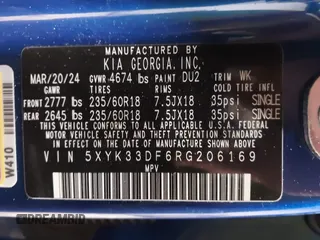 MANUFACTURED BY
KIA GEORGIA, INC.
MAR/20/24 GVWR 4674 lbs PAINT DU2 TRIM WK
GAWR TIRES RIMS COLD TIRE INFL
FRONT 2777 lbs 235/60R18 7.5JX18 35psi SINGLE
REAR 2645 lbs 235/60R18 7.5JX18 35psi SINGLE
THIS VEHICLE CONFORMS TO ALL APPLICABLE
FEDERAL MOTOR VEHICLE SAFETY, BUMPER, AND
THEFT PREVENTION STANDARDS IN EFFECT ON
THE DATE OF MANUFACTURE SHOWN ABOVE.
VIN 5XYK33DF6RG206169
MPV
W410
DREAMBID